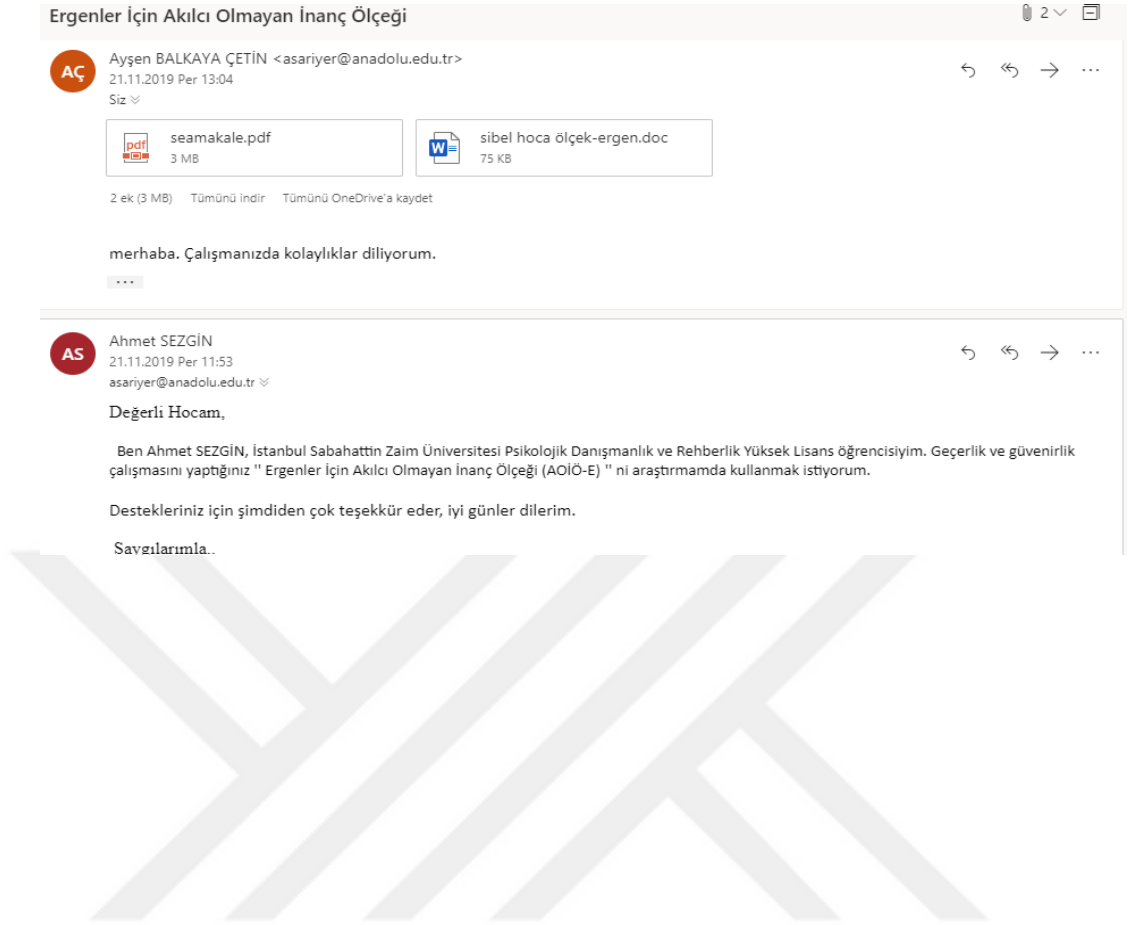 Ergenler İçin Akılcı Olmayan İnanç Ölçeği
2
AÇ
Ayşen BALKAYA ÇETİN <asariyer@anadolu.edu.tr>
21.11.2019 Per 13:04
Siz
pdf
seamakale.pdf
3 MB
W
sibel hoca ölçek-ergen.doc
75 KB
2 ek (3 MB) Tümünü indir Tümünü OneDrive'a kaydet
merhaba. Çalışmanızda kolaylıklar diliyorum.
...
AS
Ahmet SEZGİN
21.11.2019 Per 11:53
asariyer@anadolu.edu.tr
Değerli Hocam,
Ben Ahmet SEZGİN, İstanbul Sabahattin Zaim Üniversitesi Psikolojik Danışmanlık ve Rehberlik Yüksek Lisans öğrencisiyim. Geçerlik ve güvenirlik
çalışmasını yaptığınız '' Ergenler İçin Akılcı Olmayan İnanç Ölçeği (AOİÖ-E) '' ni araştırmamda kullanmak istiyorum.
Destekleriniz için şimdiden çok teşekkür eder, iyi günler dilerim.
Saygılarımla..